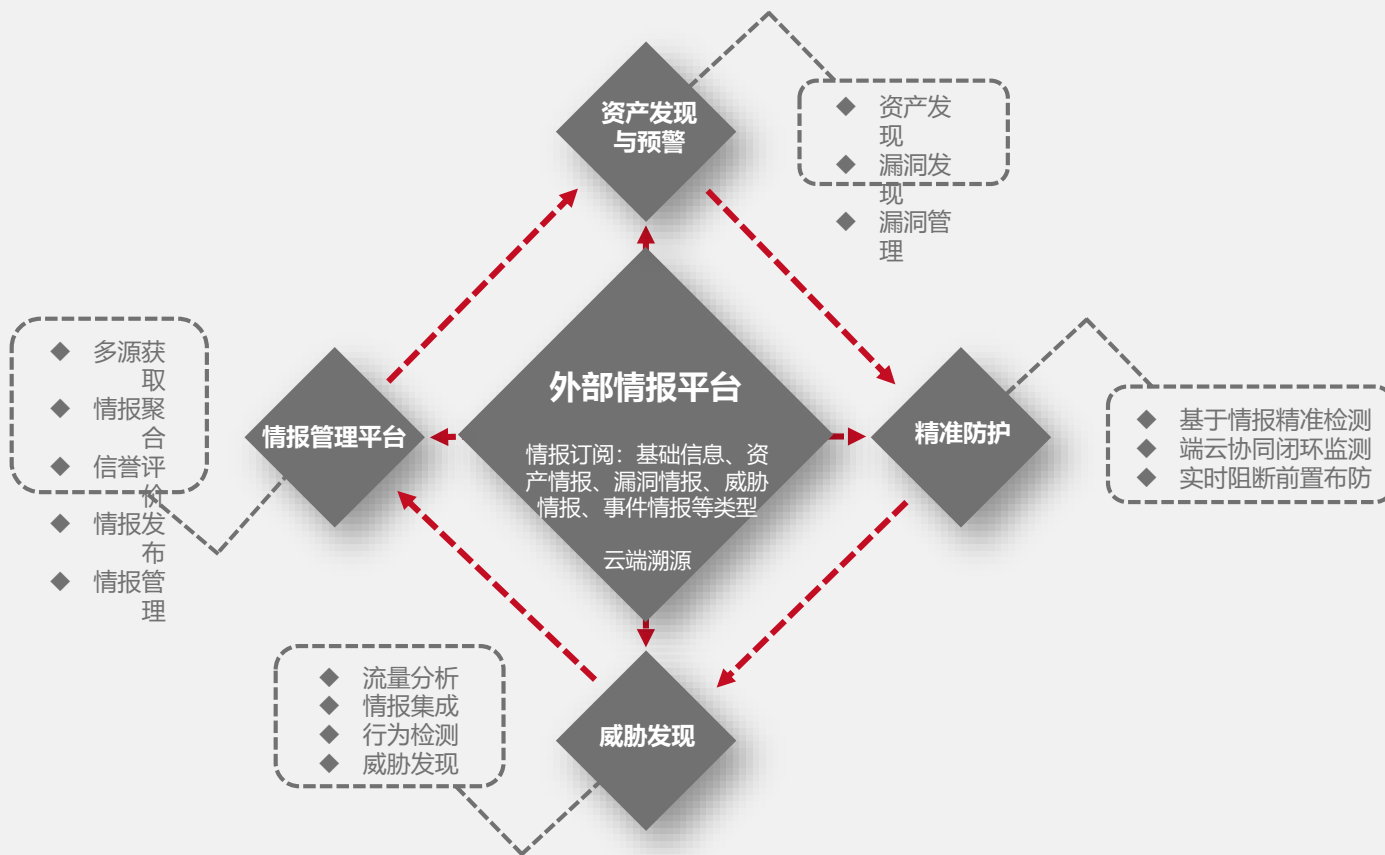 资产发现
与预警
◆ 资产发
现
◆ 漏洞发
现
◆ 漏洞管
理
◆ 多源获
取
◆ 情报聚
合
◆ 信誉评
价
◆ 情报发
布
◆ 情报管
理
情报管理平台
外部情报平台
情报订阅：基础信息、资
产情报、漏洞情报、威胁
情报、事件情报等类型
云端溯源
精准防护
◆ 基于情报精准检测
◆ 端云协同闭环监测
◆ 实时阻断前置布防
◆ 流量分析
◆ 情报集成
◆ 行为检测
◆ 威胁发现
威胁发现